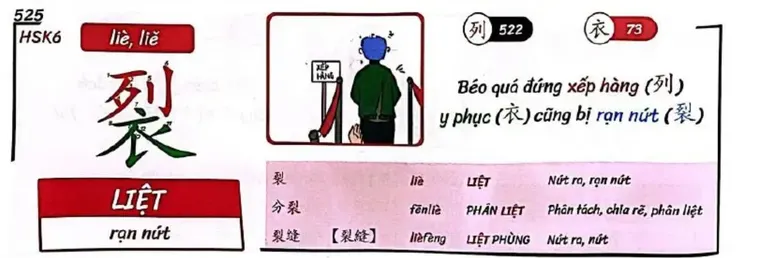 525
HSK6
liè, liě
裂
LIỆT
rạn nứt
XẾP
HÀNG
列 522
衣 73
Béo quá đứng xếp hàng (列)
y phục (衣) cũng bị rạn nứt (裂)
裂 liè LIỆT Nứt ra, rạn nứt
分裂 fēnliè PHÂN LIỆT Phân tách, chia rẽ, phân liệt
裂缝 【裂縫】 lièfèng LIỆT PHÙNG Nứt ra, nứt